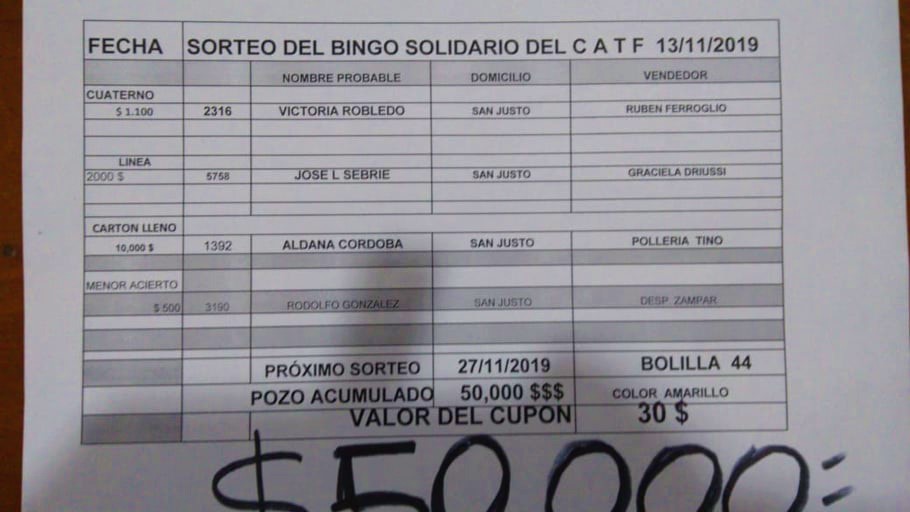 FECHA SORTEO DEL BINGO SOLIDARIO DEL C A T F 13/11/2019
NOMBRE PROBABLE DOMICILIO VENDEDOR
CUATERNO
$ 1.100 2316 VICTORIA ROBLEDO SAN JUSTO RUBEN FERROGLIO
LINEA
2000 $ 5758 JOSE L SEBRIE SAN JUSTO GRACIELA DRIUSSI
CARTON LLENO
10,000 $ 1392 ALDANA CORDOBA SAN JUSTO POLLERIA TINO
MENOR ACIERTO
$ 500 3190 RODOLFO GONZALEZ SAN JUSTO DESP. ZAMPAR
PRÓXIMO SORTEO 27/11/2019 BOLILLA 44
POZO ACUMULADO 50,000 $$$ COLOR AMARILLO
VALOR DEL CUPON 30 $
$50.000=